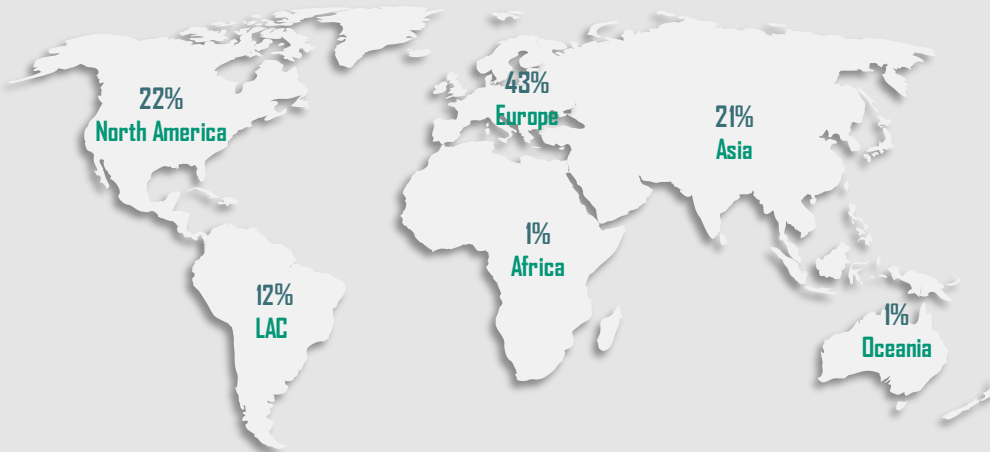 22%
North America
43%
Europe
21%
Asia
1%
Africa
12%
LAC
1%
Oceania